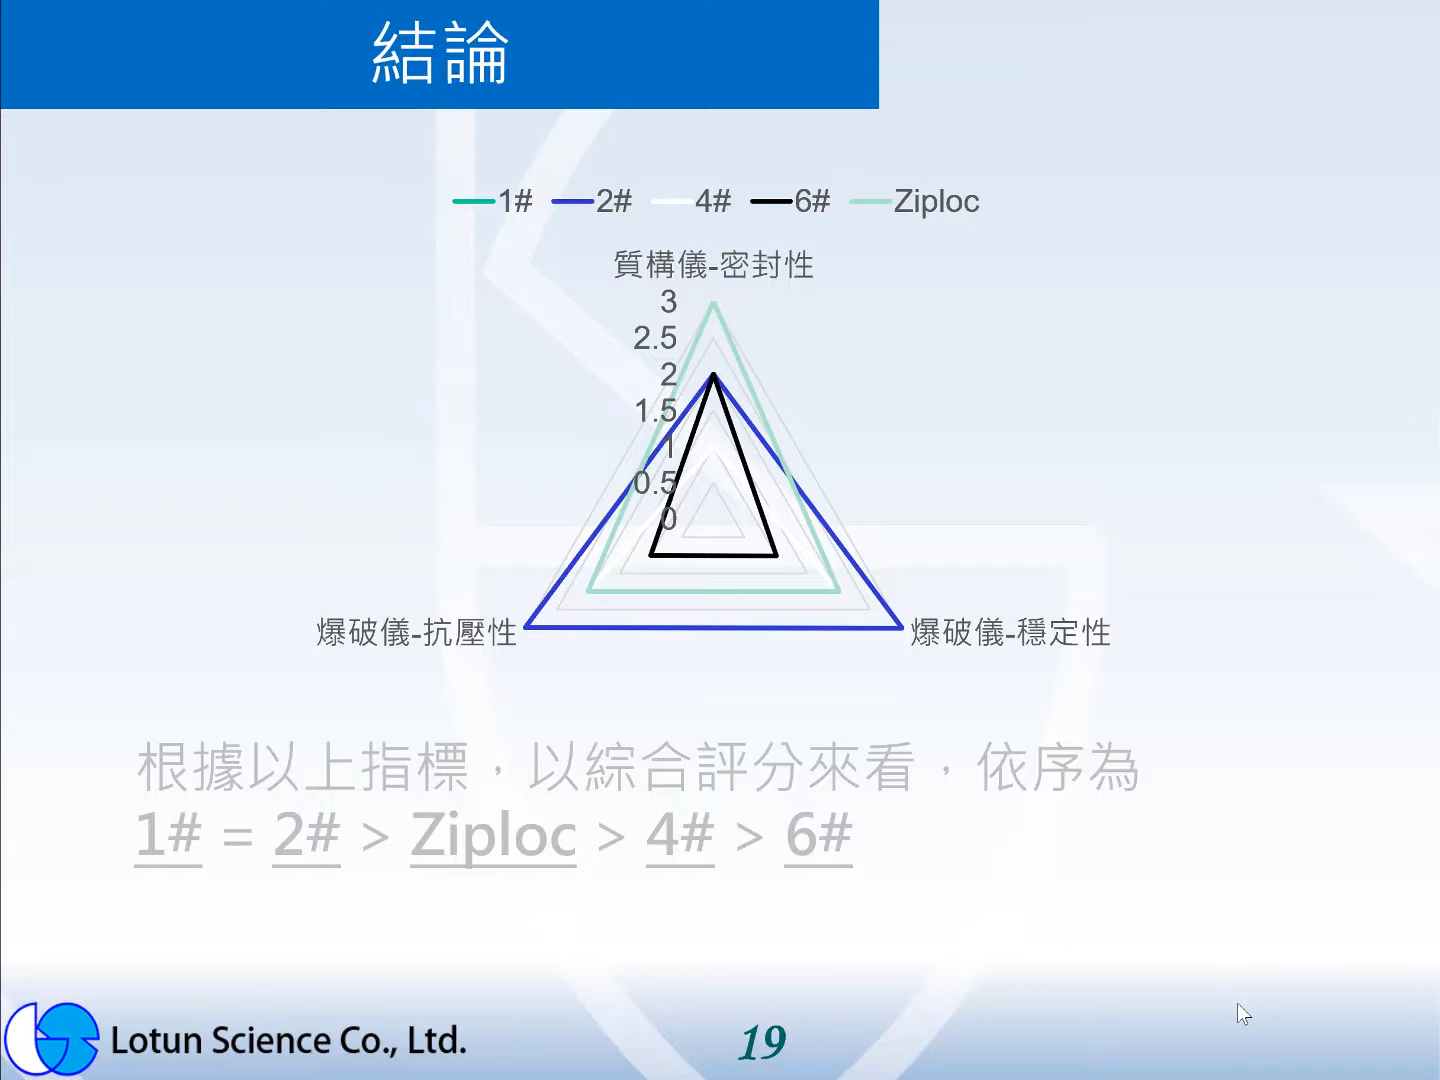 結論
1# 2# 4# 6# Ziploc
質構儀-密封性
3
2.5
2
1.5
1
0.5
0
爆破儀-抗壓性
爆破儀-穩定性
根據以上指標，以綜合評分來看，依序為
1# = 2# > Ziploc > 4# > 6#
Lotun Science Co., Ltd.
19